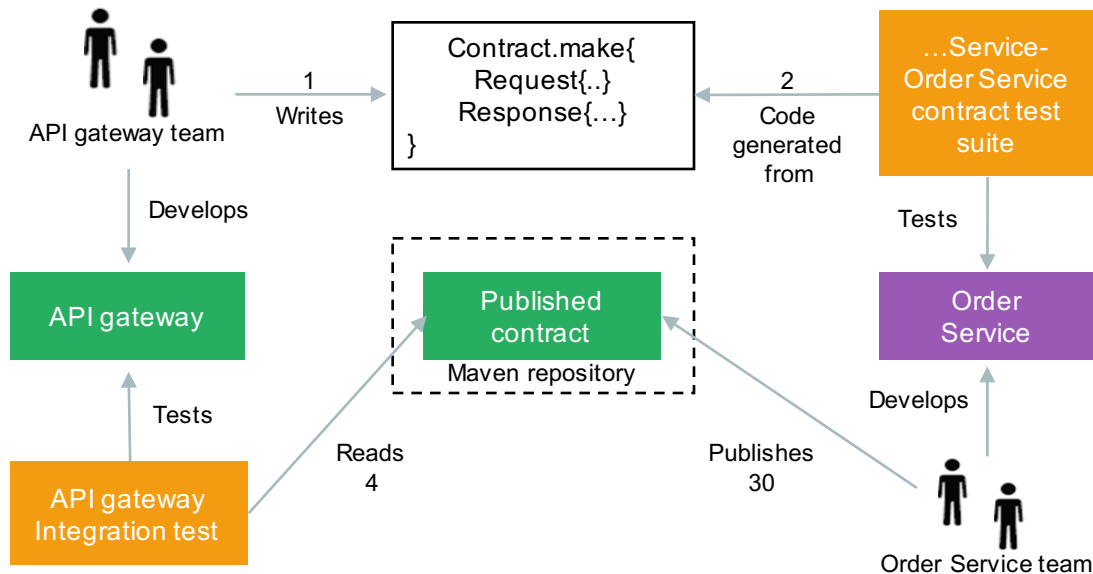 API gateway team
1
Writes
Contract.make{
Request{..}
Response{...}
}
2
Code
generated
from
...Service-
Order Service
contract test
suite
Develops
Tests
API gateway
Published
contract
Maven repository
Order
Service
Tests
Develops
Reads
4
Publishes
30
API gateway
Integration test
Order Service team